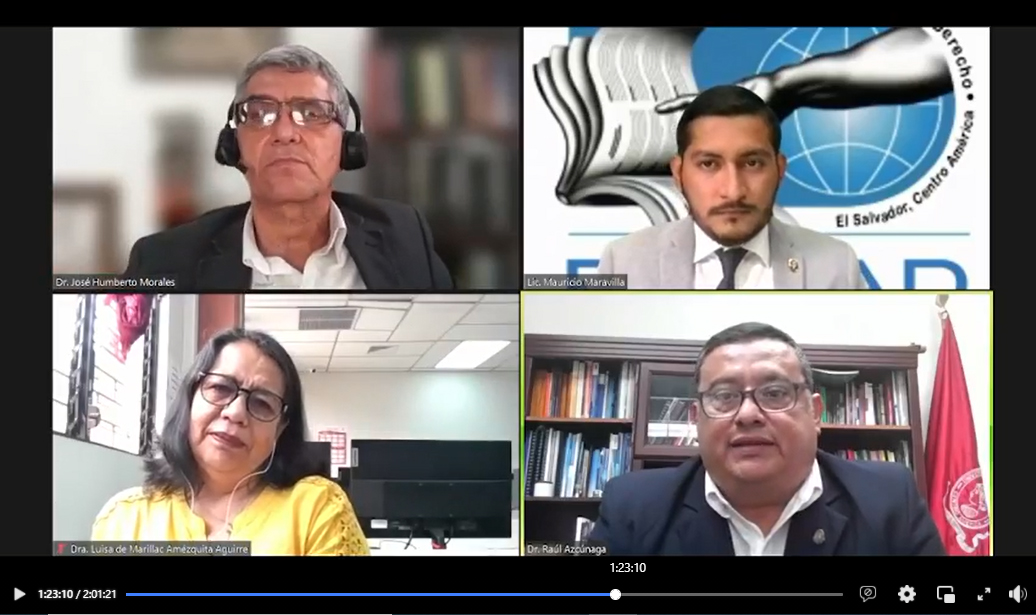 Derecho •
El Salvador, Centro América
Dr. José Humberto Morales
Lic. Mauricio Maravilla
Dra. Luisa de Marillac Amézquita Aguirre
Dr. Raúl Azcúnaga
1:23:10
1:23:10 / 2:01:21